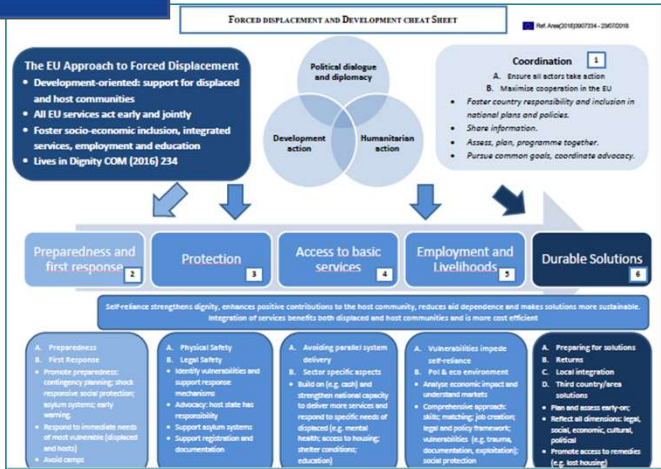 FORCED DISPLACEMENT AND DEVELOPMENT CHEAT SHEET
Ref. Ares(2018)3907334 - 23/07/2018
The EU Approach to Forced Displacement
• Development-oriented: support for displaced
and host communities
• All EU services act early and jointly
• Foster socio-economic inclusion, integrated
services, employment and education
• Lives in Dignity COM (2016) 234
Political dialogue
and diplomacy
Development
action
Humanitarian
action
Coordination 1
A. Ensure all actors take action
B. Maximise cooperation in the EU
• Foster country responsibility and inclusion in
national plans and policies.
• Share information.
• Assess, plan, programme together.
• Pursue common goals, coordinate advocacy.
Preparedness and
first response 2
Protection
3
Access to basic
services 4
Employment and
Livelihoods 5
Durable Solutions
6
Self-reliance strengthens dignity, enhances positive contributions to the host community, reduces aid dependence and makes solutions more sustainable.
Integration of services benefits both displaced and host communities and is more cost efficient
A. Preparedness
B. First Response
• Promote preparedness:
contingency planning; shock
responsive social protection;
asylum systems; early
warning.
• Respond to immediate needs
of most vulnerable (displaced
and hosts)
• Avoid camps
A. Physical Safety
B. Legal Safety
• Identify vulnerabilities and
support response
mechanisms
• Advocacy: host state has
responsibility
• Support asylum systems
• Support registration and
documentation
A. Avoiding parallel system
delivery
B. Sector specific aspects
• Build on (e.g. cash) and
strengthen national capacity
to deliver more services and
respond to specific needs of
displaced (e.g. mental
health; access to housing;
shelter conditions;
education)
A. Vulnerabilities impede
self-reliance
B. Pol & eco environment
• Analyse economic impact and
understand markets
• Comprehensive approach:
skills; matching; job creation;
legal and policy framework;
vulnerabilities (e.g. trauma,
documentation, exploitation);
social protection
A. Preparing for solutions
B. Returns
C. Local integration
D. Third country/area
solutions
• Plan and assess early-on;
• Reflect all dimensions: legal,
social, economic, cultural,
political
• Promote access to remedies
(e.g. lost housing)